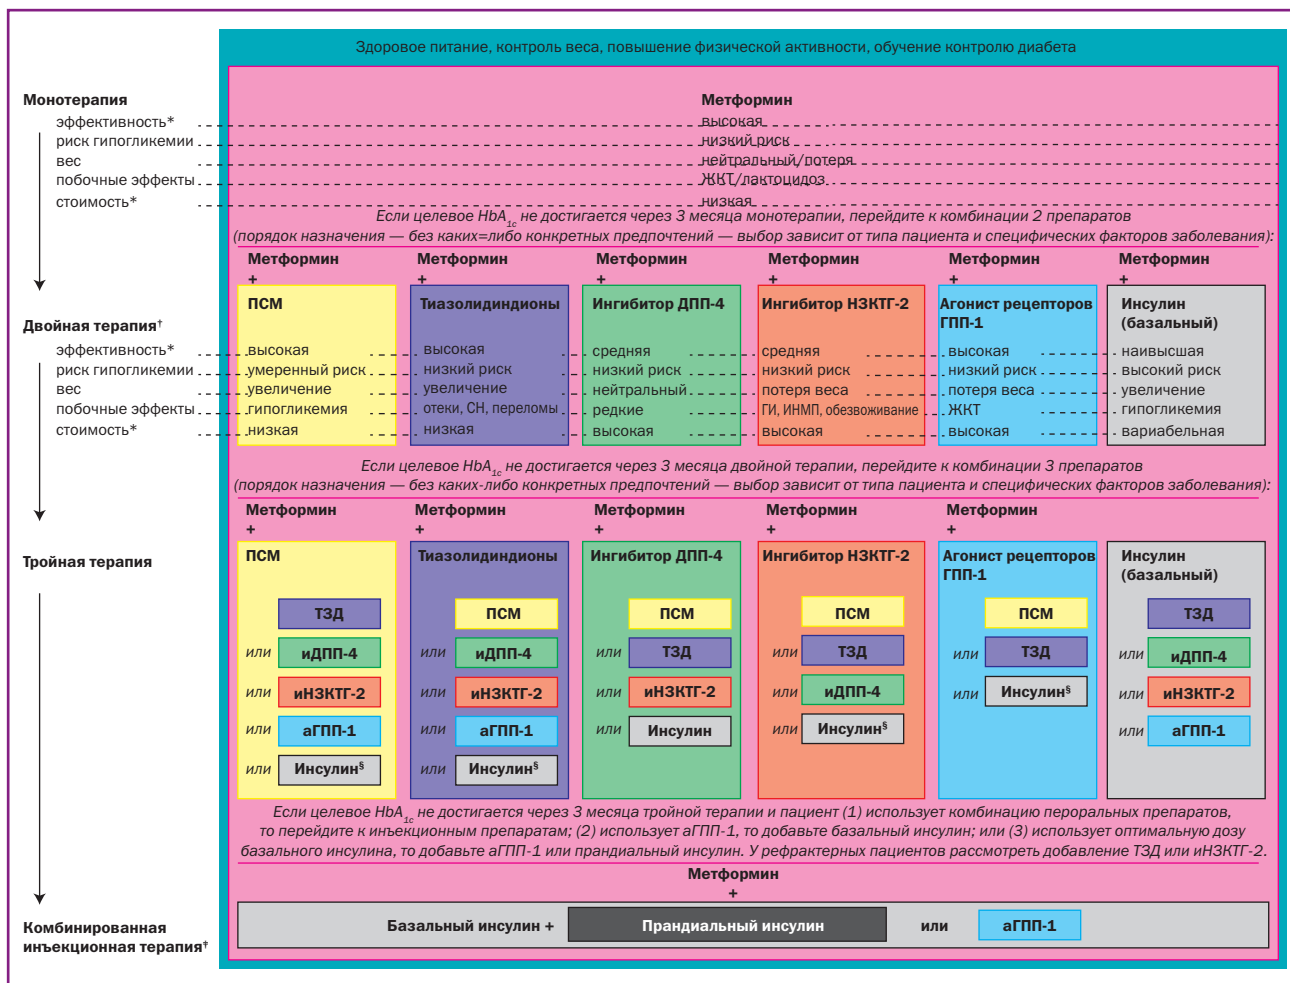 Здоровое питание, контроль веса, повышение физической активности, обучение контролю диабета
Монотерапия Метформин
эффективность* высокая
риск гипогликемии низкий риск
вес нейтральный/потеря
побочные эффекты ЖКТ/лактоцидоз
стоимость* низкая
Если целевое HbA1c не достигается через 3 месяца монотерапии, перейдите к комбинации 2 препаратов
(порядок назначения — без каких=либо конкретных предпочтений — выбор зависит от типа пациента и специфических факторов заболевания):
Метформин Метформин Метформин Метформин Метформин Метформин
+ + + + + +
ПСМ Тиазолидиндионы Ингибитор ДПП-4 Ингибитор НЗКТГ-2 Агонист рецепторов Инсулин
ГПП-1 (базальный)
Двойная терапия†
эффективность* высокая высокая средняя средняя высокая наивысшая
риск гипогликемии умеренный риск низкий риск низкий риск низкий риск низкий риск высокий риск
вес увеличение увеличение нейтральный потеря веса потеря веса увеличение
побочные эффекты гипогликемия отеки, СН, переломы редкие ГИ, ИНМП, обезвоживание ЖКТ гипогликемия
стоимость* низкая низкая высокая высокая высокая вариабельная
Если целевое HbA1c не достигается через 3 месяца двойной терапии, перейдите к комбинации 3 препаратов
(порядок назначения — без каких-либо конкретных предпочтений — выбор зависит от типа пациента и специфических факторов заболевания):
Метформин Метформин Метформин Метформин Метформин
+ + + + +
Тройная терапия ПСМ Тиазолидиндионы Ингибитор ДПП-4 Ингибитор НЗКТГ-2 Агонист рецепторов Инсулин
ГПП-1 (базальный)
ТЗД ПСМ ПСМ ПСМ ПСМ ТЗД
или иДПП-4 или иДПП-4 или ТЗД или ТЗД или ТЗД или иДПП-4
или иНЗКТГ-2 или иНЗКТГ-2 или иНЗКТГ-2 или иДПП-4 или Инсулин§ или иНЗКТГ-2
или аГПП-1 или аГПП-1 или Инсулин или Инсулин§ или аГПП-1
или Инсулин§ или Инсулин§
Если целевое HbA1c не достигается через 3 месяца тройной терапии и пациент (1) использует комбинацию пероральных препаратов,
то перейдите к инъекционным препаратам; (2) использует аГПП-1, то добавьте базальный инсулин; или (3) использует оптимальную дозу
базального инсулина, то добавьте аГПП-1 или прандиальный инсулин. У рефрактерных пациентов рассмотреть добавление ТЗД или иНЗКТГ-2.
Метформин
+
Комбинированная
инъекционная терапия‡ Базальный инсулин + Прандиальный инсулин или аГПП-1